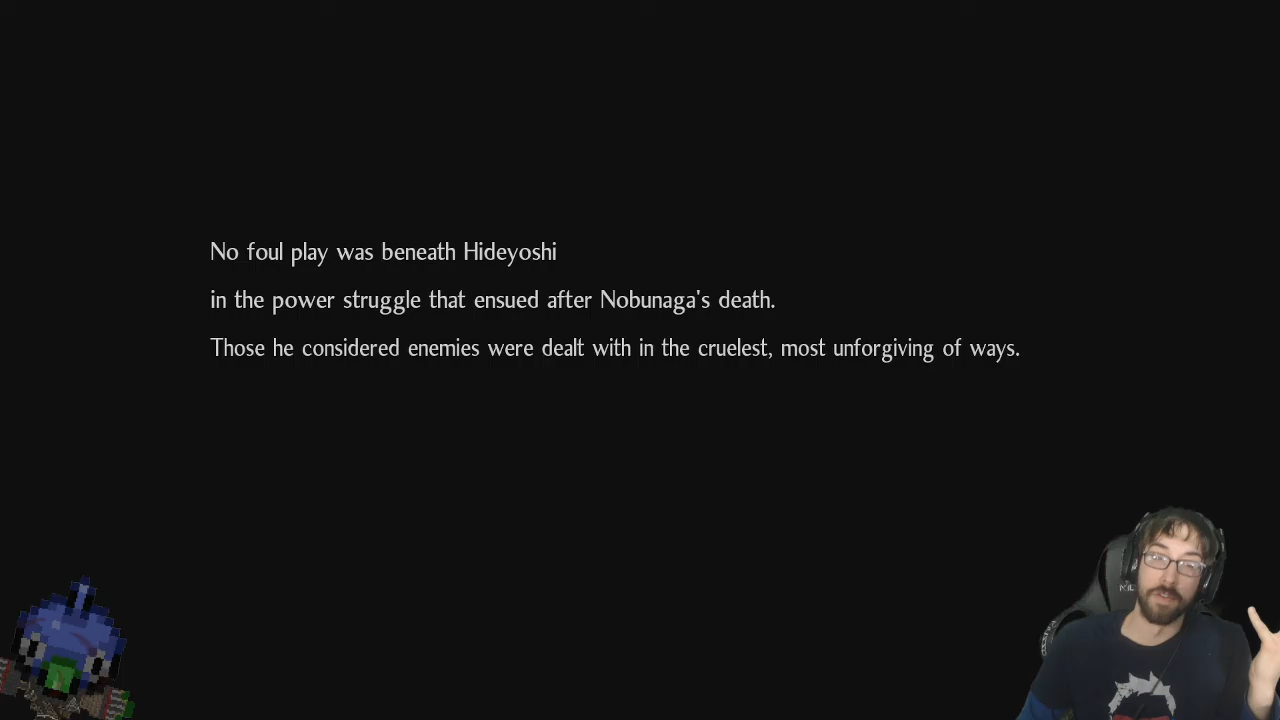 No foul play was beneath Hideyoshi
in the power struggle that ensued after Nobunaga's death.
Those he considered enemies were dealt with in the cruelest, most unforgiving of ways.